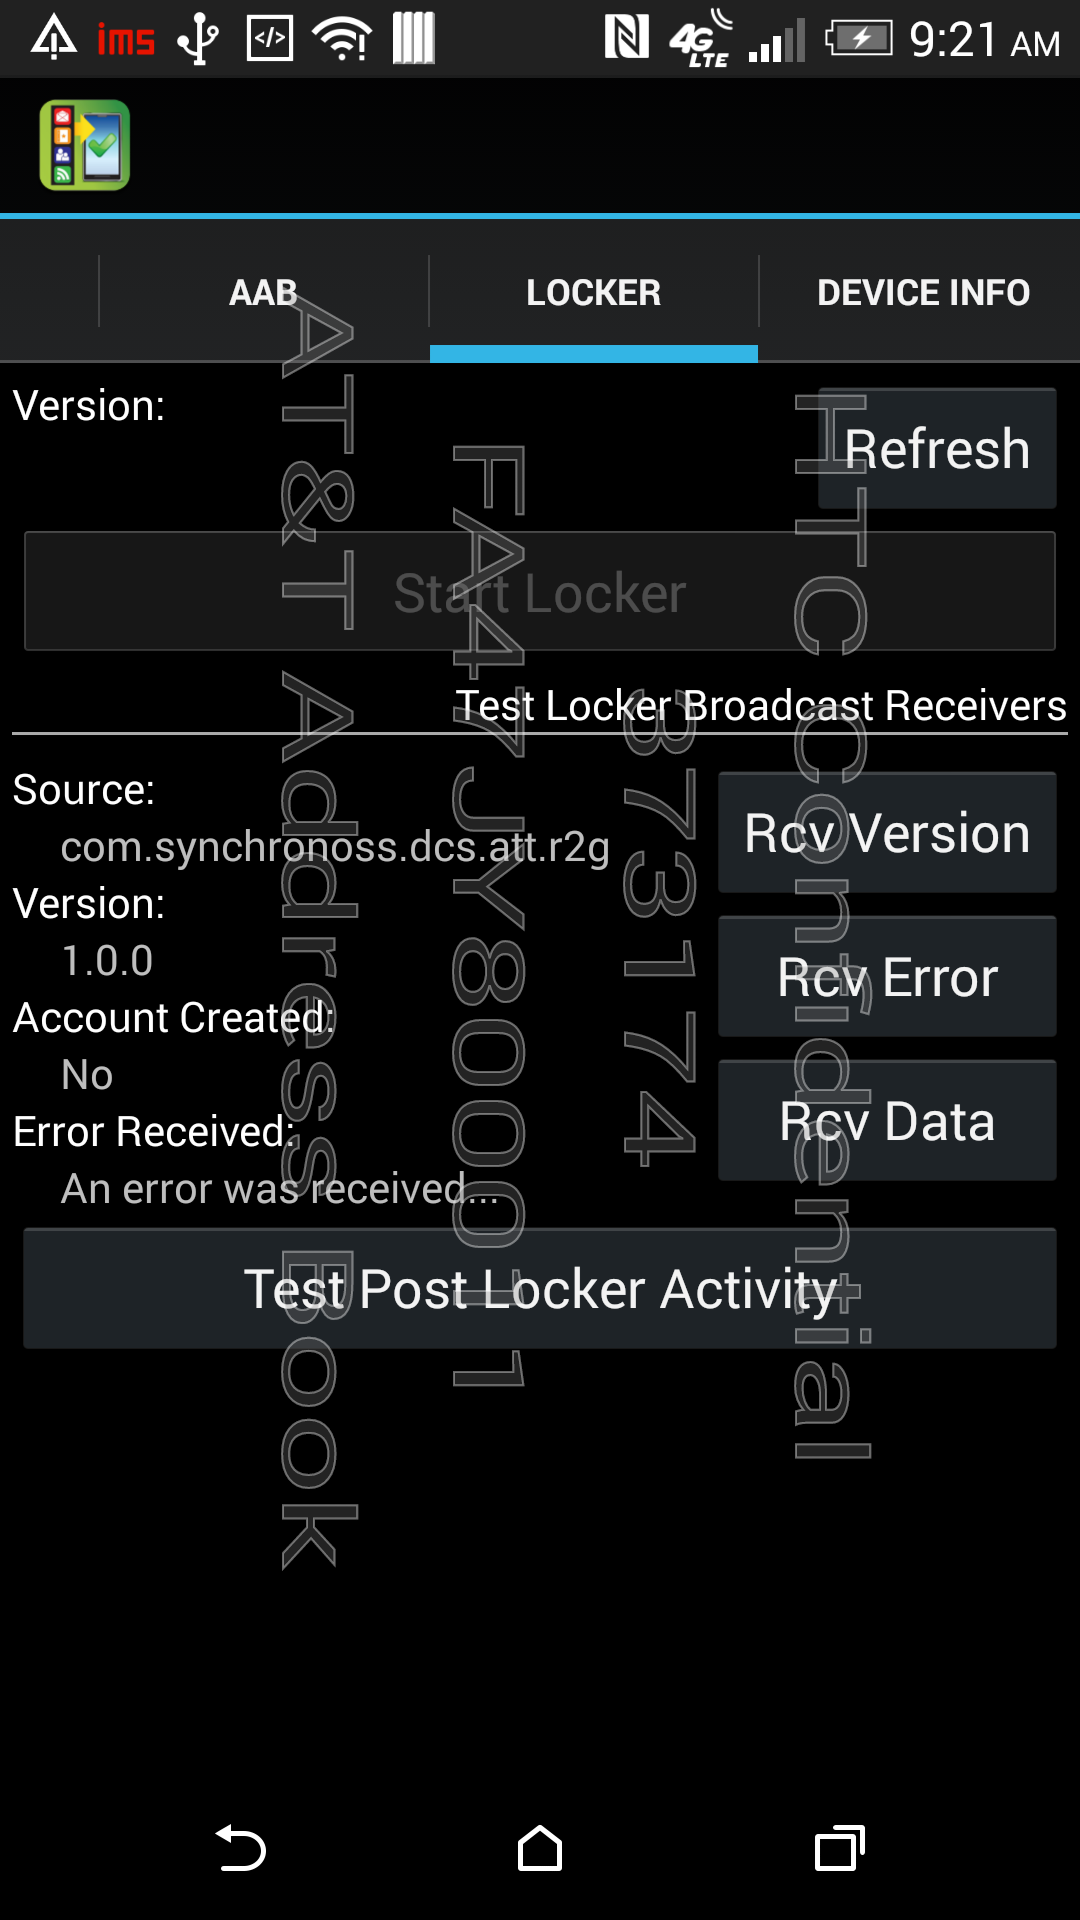 ims
</>
4G LTE
9:21 AM
AAB
LOCKER
DEVICE INFO
Version:
Refresh
Start Locker
Test Locker Broadcast Receivers
Source:
com.synchronoss.dcs.att.r2g
Rcv Version
Version:
1.0.0
Rcv Error
Account Created:
No
Rcv Data
Error Received:
An error was received...
Test Post Locker Activity
HTC Confidential
3731174
FA47JY800011
AT&T Address Book